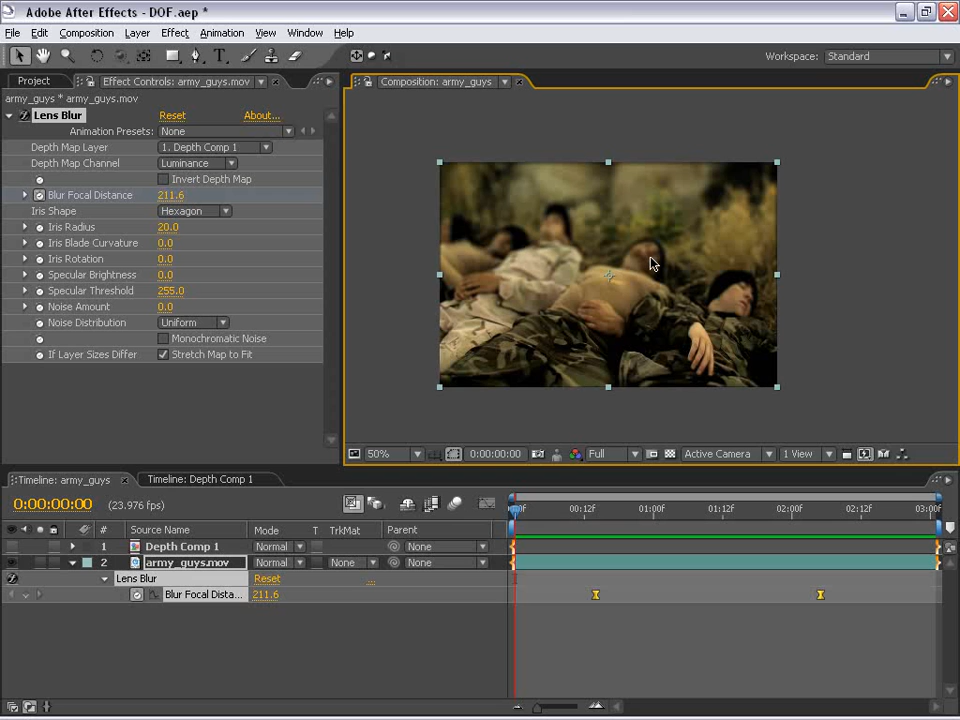 Adobe After Effects - DOF.aep *
File Edit Composition Layer Effect Animation View Window Help
Workspace: Standard
Project Effect Controls: army_guys.mov
Composition: army_guys
army_guys * army_guys.mov
Lens Blur Reset About...
Animation Presets: None
Depth Map Layer 1. Depth Comp 1
Depth Map Channel Luminance
Invert Depth Map
Blur Focal Distance 211.6
Iris Shape Hexagon
Iris Radius 20.0
Iris Blade Curvature 0.0
Iris Rotation 0.0
Specular Brightness 0.0
Specular Threshold 255.0
Noise Amount 0.0
Noise Distribution Uniform
Monochromatic Noise
If Layer Sizes Differ Stretch Map to Fit
50% 0:00:00:00 Full Active Camera 1 View
Timeline: army_guys Timeline: Depth Comp 1
0:00:00:00 (23.976 fps)
00:12F 01:00F 01:12F 02:00F 02:12F 03:00F
# Source Name Mode T TrkMat Parent
1 Depth Comp 1 Normal None
2 army_guys.mov Normal None None
Lens Blur Reset ...
Blur Focal Dista... 211.6